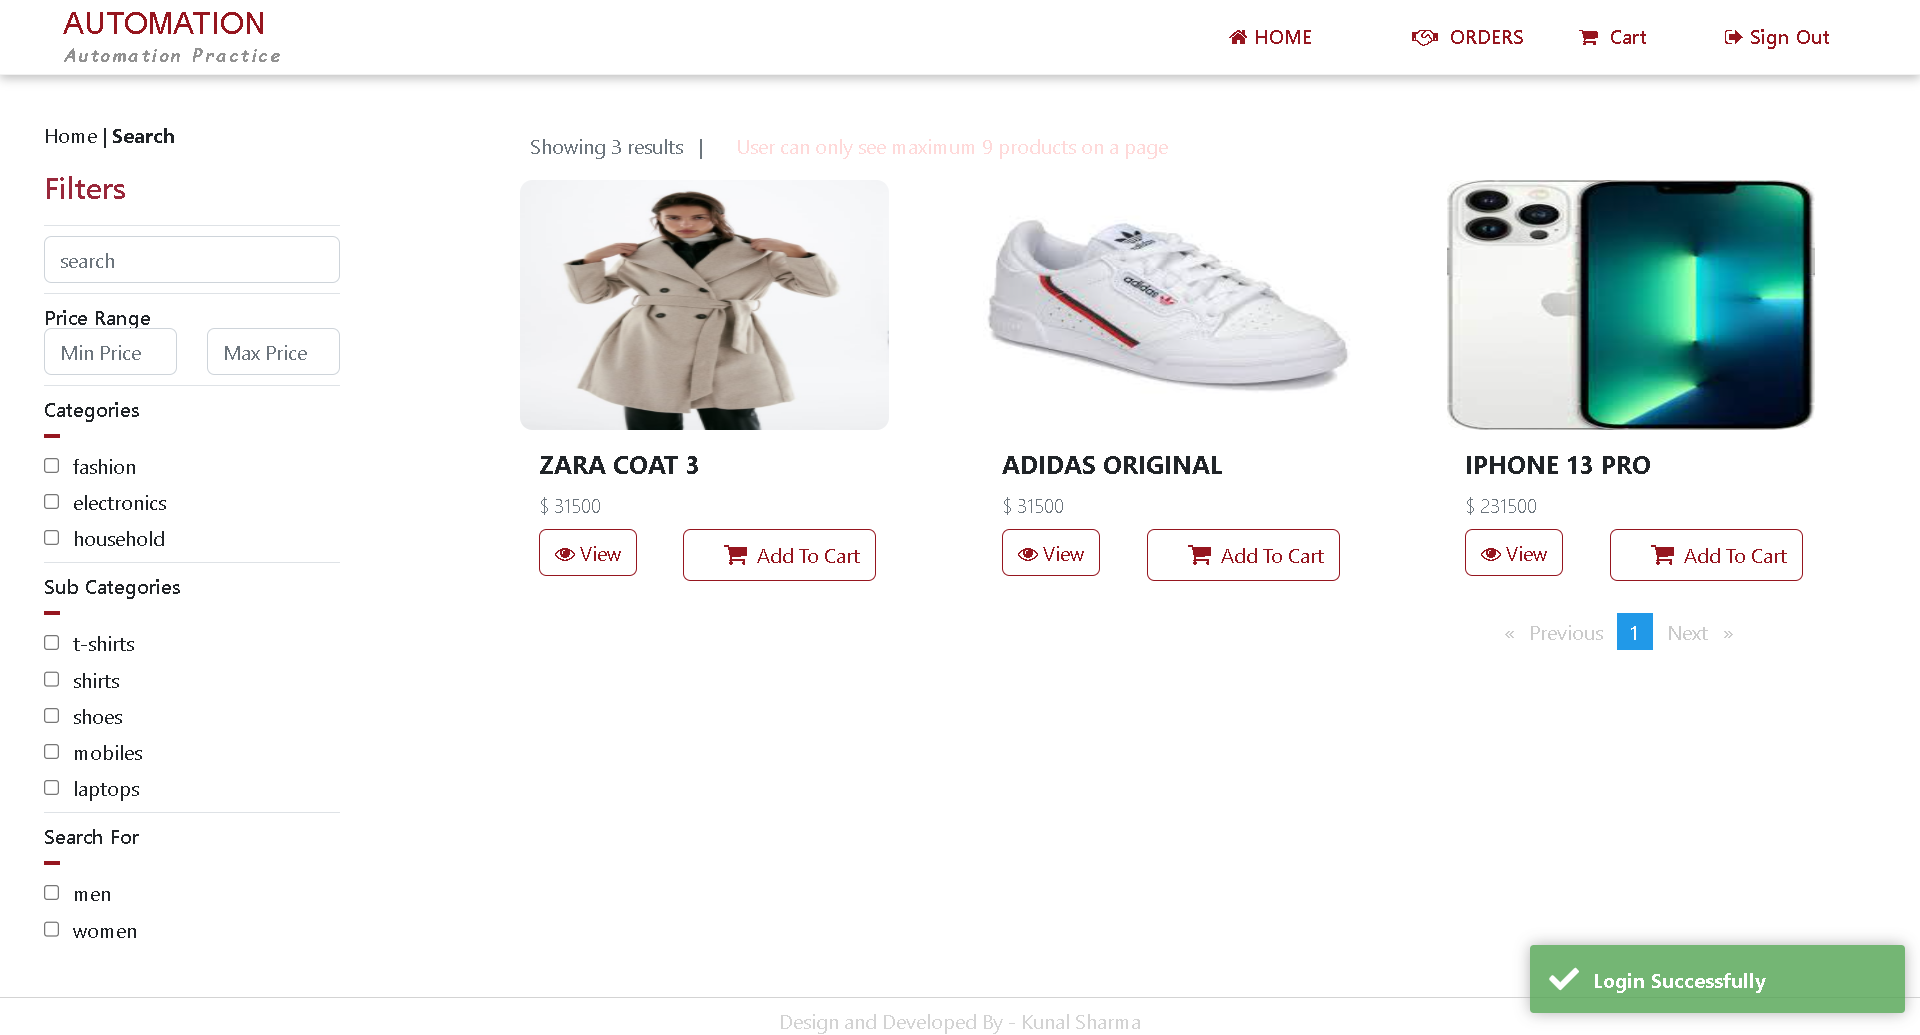 AUTOMATION
Automation Practice
HOME
ORDERS
Cart
Sign Out
Home | Search
Filters
search
Price Range
Min Price
Max Price
Categories
fashion
electronics
household
Sub Categories
t-shirts
shirts
shoes
mobiles
laptops
Search For
men
women
Showing 3 results |
User can only see maximum 9 products on a page
ZARA COAT 3
$ 31500
View
Add To Cart
adidas
adidas
ADIDAS ORIGINAL
$ 31500
View
Add To Cart
IPHONE 13 PRO
$ 231500
View
Add To Cart
« Previous 1 Next »
Login Successfully
Design and Developed By - Kunal Sharma